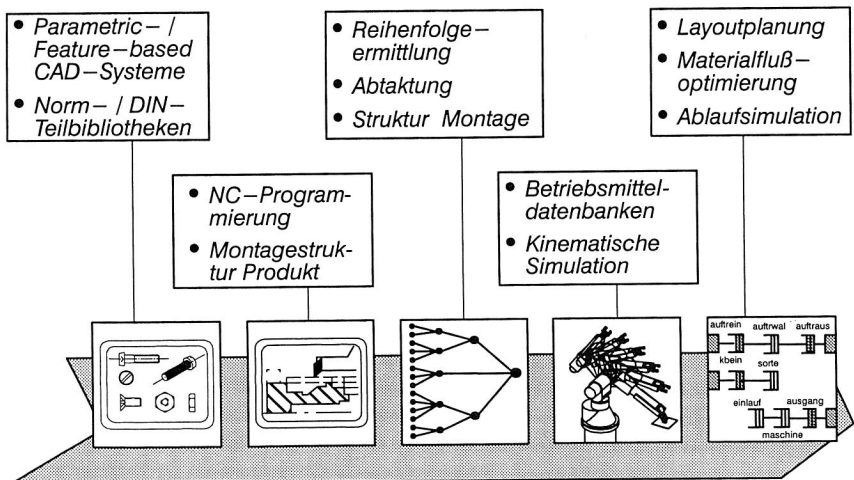 • Parametric– /
Feature–based
CAD–Systeme
• Norm– / DIN–
Teilbibliotheken
• Reihenfolge–
ermittlung
• Abtaktung
• Struktur Montage
• Layoutplanung
• Materialfluß–
optimierung
• Ablaufsimulation
• NC–Program-
mierung
• Montagestruk-
tur Produkt
• Betriebsmittel-
datenbanken
• Kinematische
Simulation
auftrein auftrwal auftraus
kbein sorte
einlauf ausgang
maschine